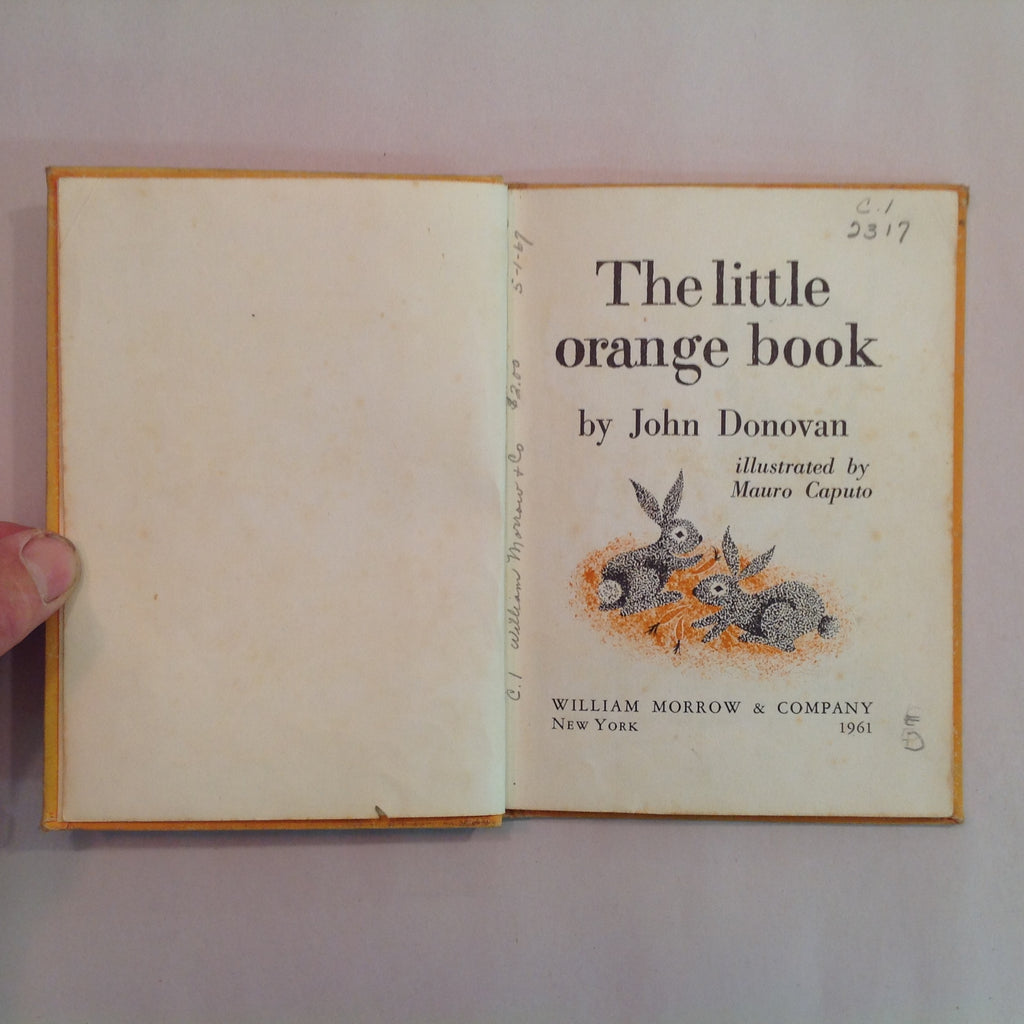 C. 1 William Morrow & Co $2.00 5-1-69
C. 1
2317
The little
orange book
by John Donovan
illustrated by
Mauro Caputo
WILLIAM MORROW & COMPANY
NEW YORK 1961